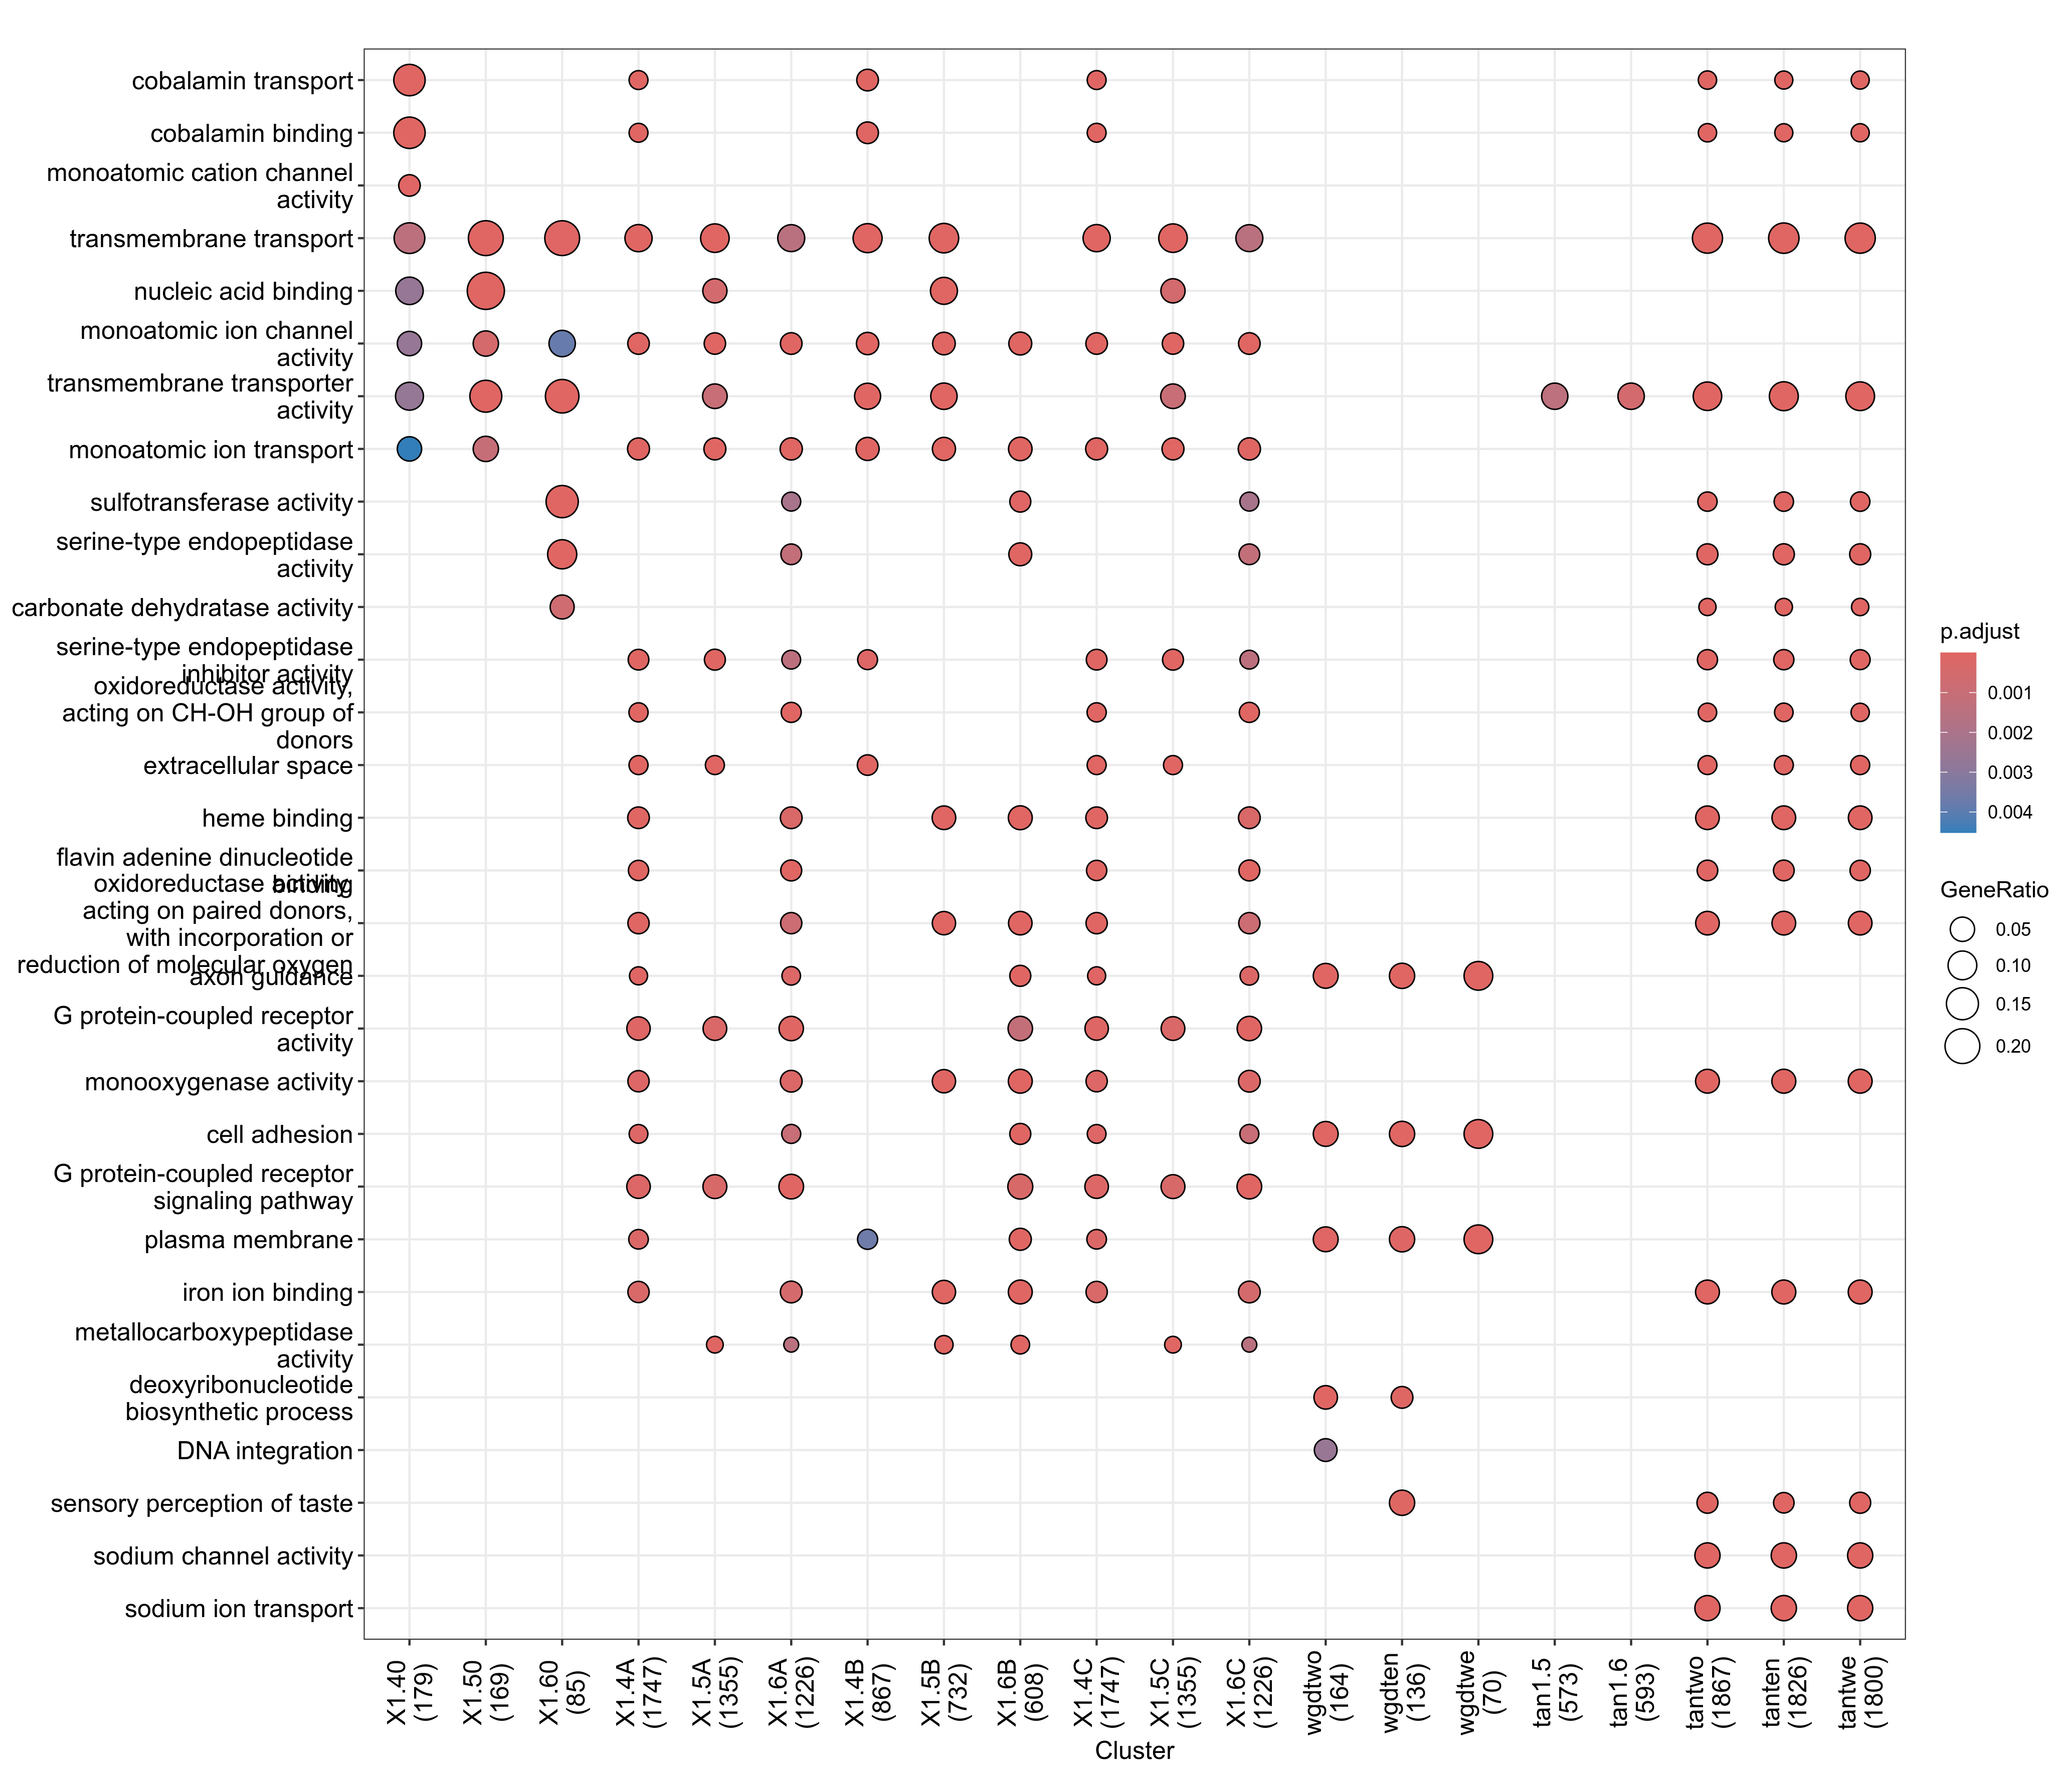 cobalamin transport
cobalamin binding
monoatomic cation channel
activity
transmembrane transport
nucleic acid binding
monoatomic ion channel
activity
transmembrane transporter
activity
monoatomic ion transport
sulfotransferase activity
serine-type endopeptidase
activity
carbonate dehydratase activity
serine-type endopeptidase
inhibitor activity
oxidoreductase activity,
acting on CH-OH group of
donors
extracellular space
heme binding
flavin adenine dinucleotide
binding
oxidoreductase activity,
acting on paired donors,
with incorporation or
reduction of molecular oxygen
axon guidance
G protein-coupled receptor
activity
monooxygenase activity
cell adhesion
G protein-coupled receptor
signaling pathway
plasma membrane
iron ion binding
metallocarboxypeptidase
activity
deoxyribonucleotide
biosynthetic process
DNA integration
sensory perception of taste
sodium channel activity
sodium ion transport
X1.40
(179)
X1.50
(169)
X1.60
(85)
X1.4A
(1747)
X1.5A
(1355)
X1.6A
(1226)
X1.4B
(867)
X1.5B
(732)
X1.6B
(608)
X1.4C
(1747)
X1.5C
(1355)
X1.6C
(1226)
wgdtwo
(164)
wgdten
(136)
wgdtwe
(70)
tan1.5
(573)
tan1.6
(593)
tantwo
(1867)
tanten
(1826)
tantwe
(1800)
Cluster
p.adjust
0.001
0.002
0.003
0.004
GeneRatio
0.05
0.10
0.15
0.20